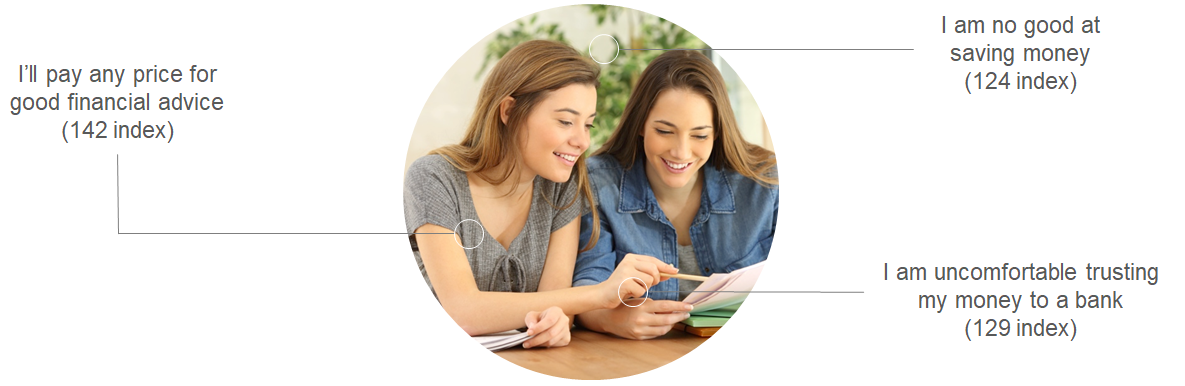 I’ll pay any price for
good financial advice
(142 index)
I am no good at
saving money
(124 index)
I am uncomfortable trusting
my money to a bank
(129 index)